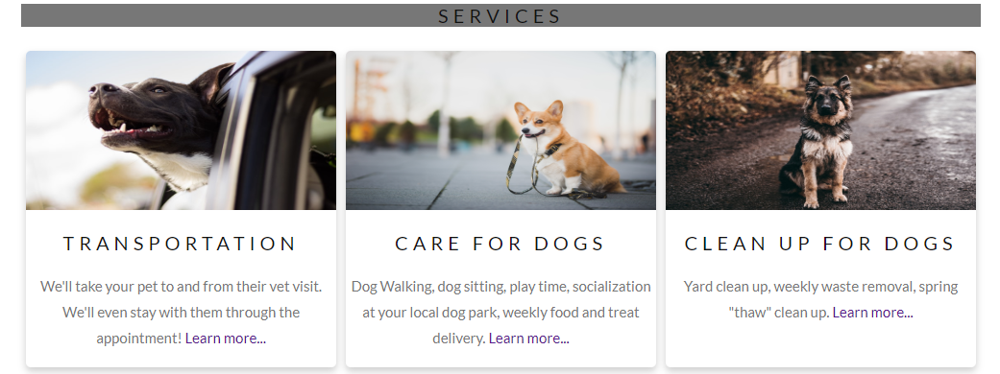 SERVICES
TRANSPORTATION
We'll take your pet to and from their vet visit.
We'll even stay with them through the
appointment! Learn more...
CARE FOR DOGS
Dog Walking, dog sitting, play time, socialization
at your local dog park, weekly food and treat
delivery. Learn more...
CLEAN UP FOR DOGS
Yard clean up, weekly waste removal, spring
"thaw" clean up. Learn more...